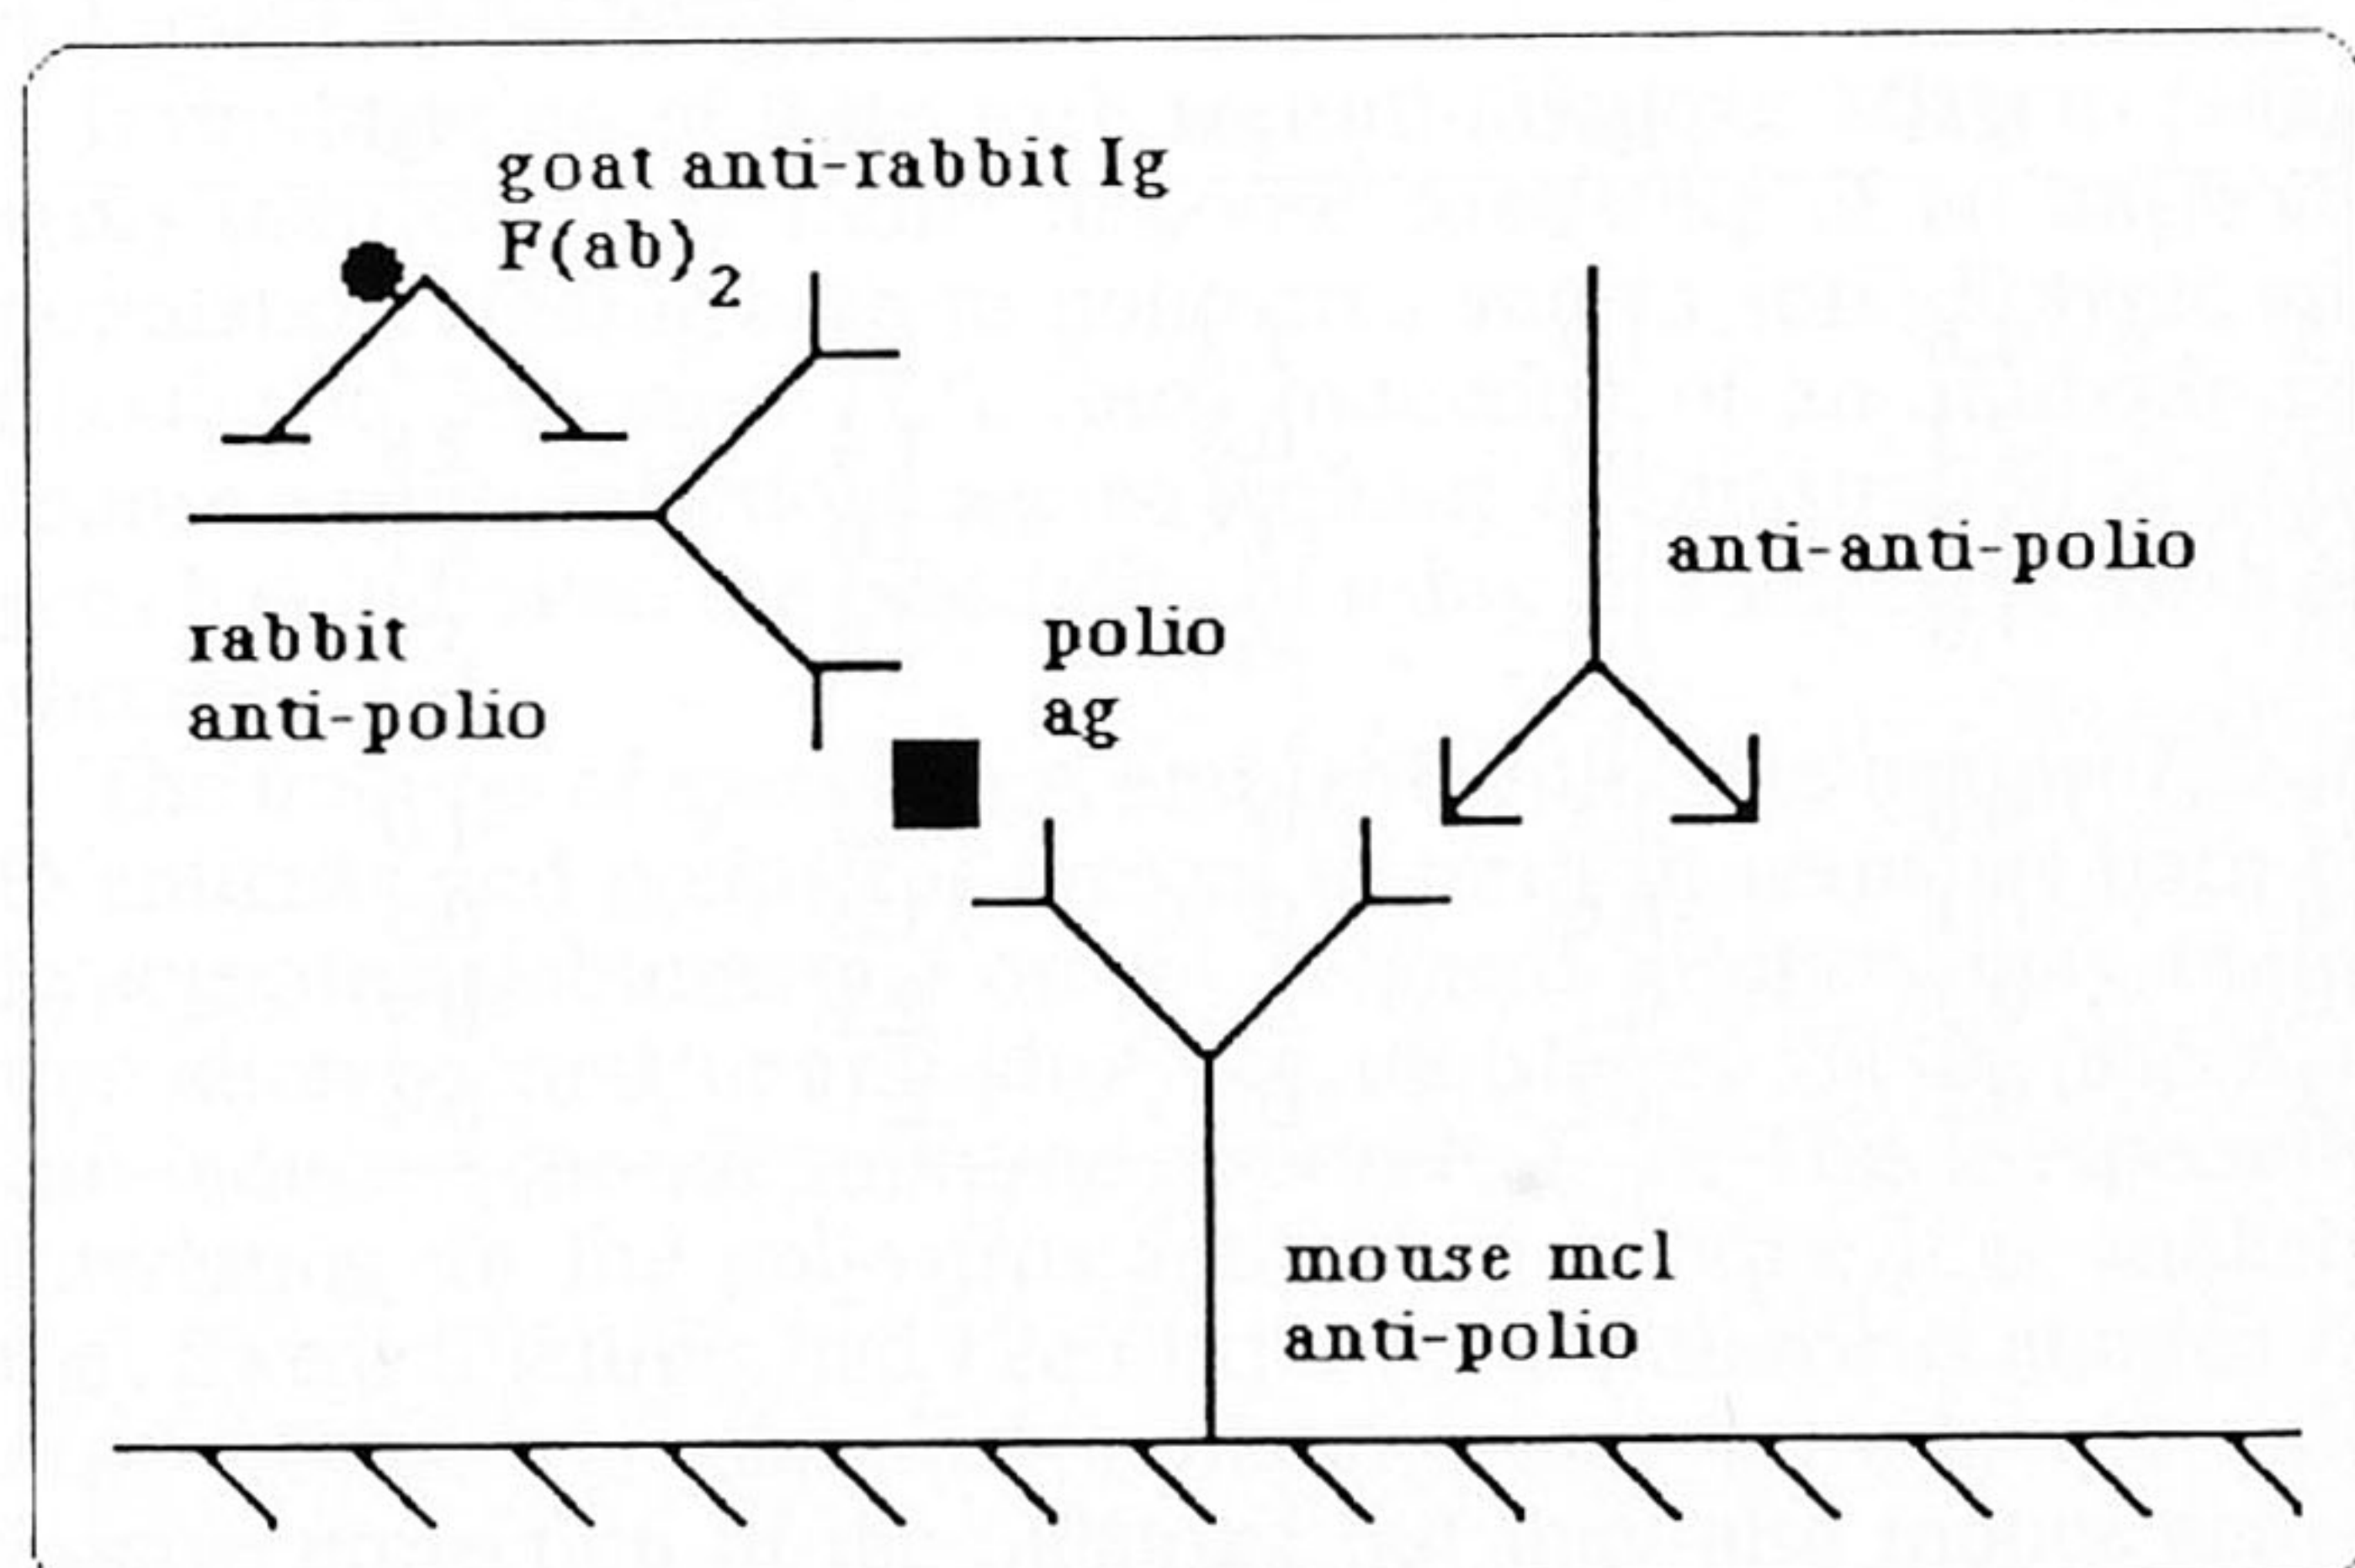 goat anti-rabbit Ig
F(ab)2
anti-anti-polio
rabbit
anti-polio
polio
ag
mouse mcl
anti-polio